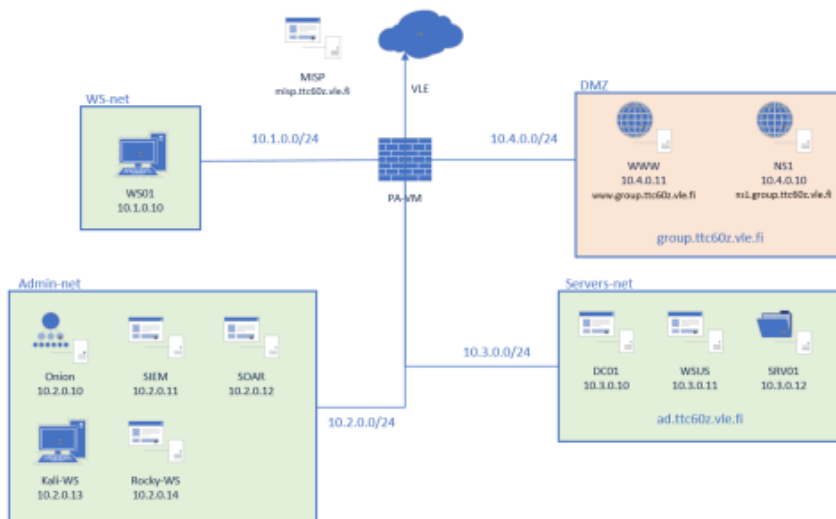 MISP
misp.ttc60z.vle.fi
VLE
WS-net
10.1.0.0/24
10.4.0.0/24
DMZ
WS01
10.1.0.10
PA-VM
WWW
10.4.0.11
www.group.ttc60z.vle.fi
NS1
10.4.0.10
ns1.group.ttc60z.vle.fi
group.ttc60z.vle.fi
Admin-net
Onion
10.2.0.10
SIEM
10.2.0.11
SOAR
10.2.0.12
Kali-WS
10.2.0.13
Rocky-WS
10.2.0.14
10.2.0.0/24
10.3.0.0/24
Servers-net
DC01
10.3.0.10
WSUS
10.3.0.11
SRV01
10.3.0.12
ad.ttc60z.vle.fi